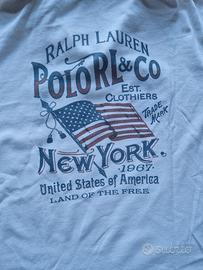 RALPH LAUREN
POLO RL & CO
EST.
CLOTHIERS
TRADE
MARK
NEW YORK.
·1967·
United States of America
LAND OF THE FREE
subito